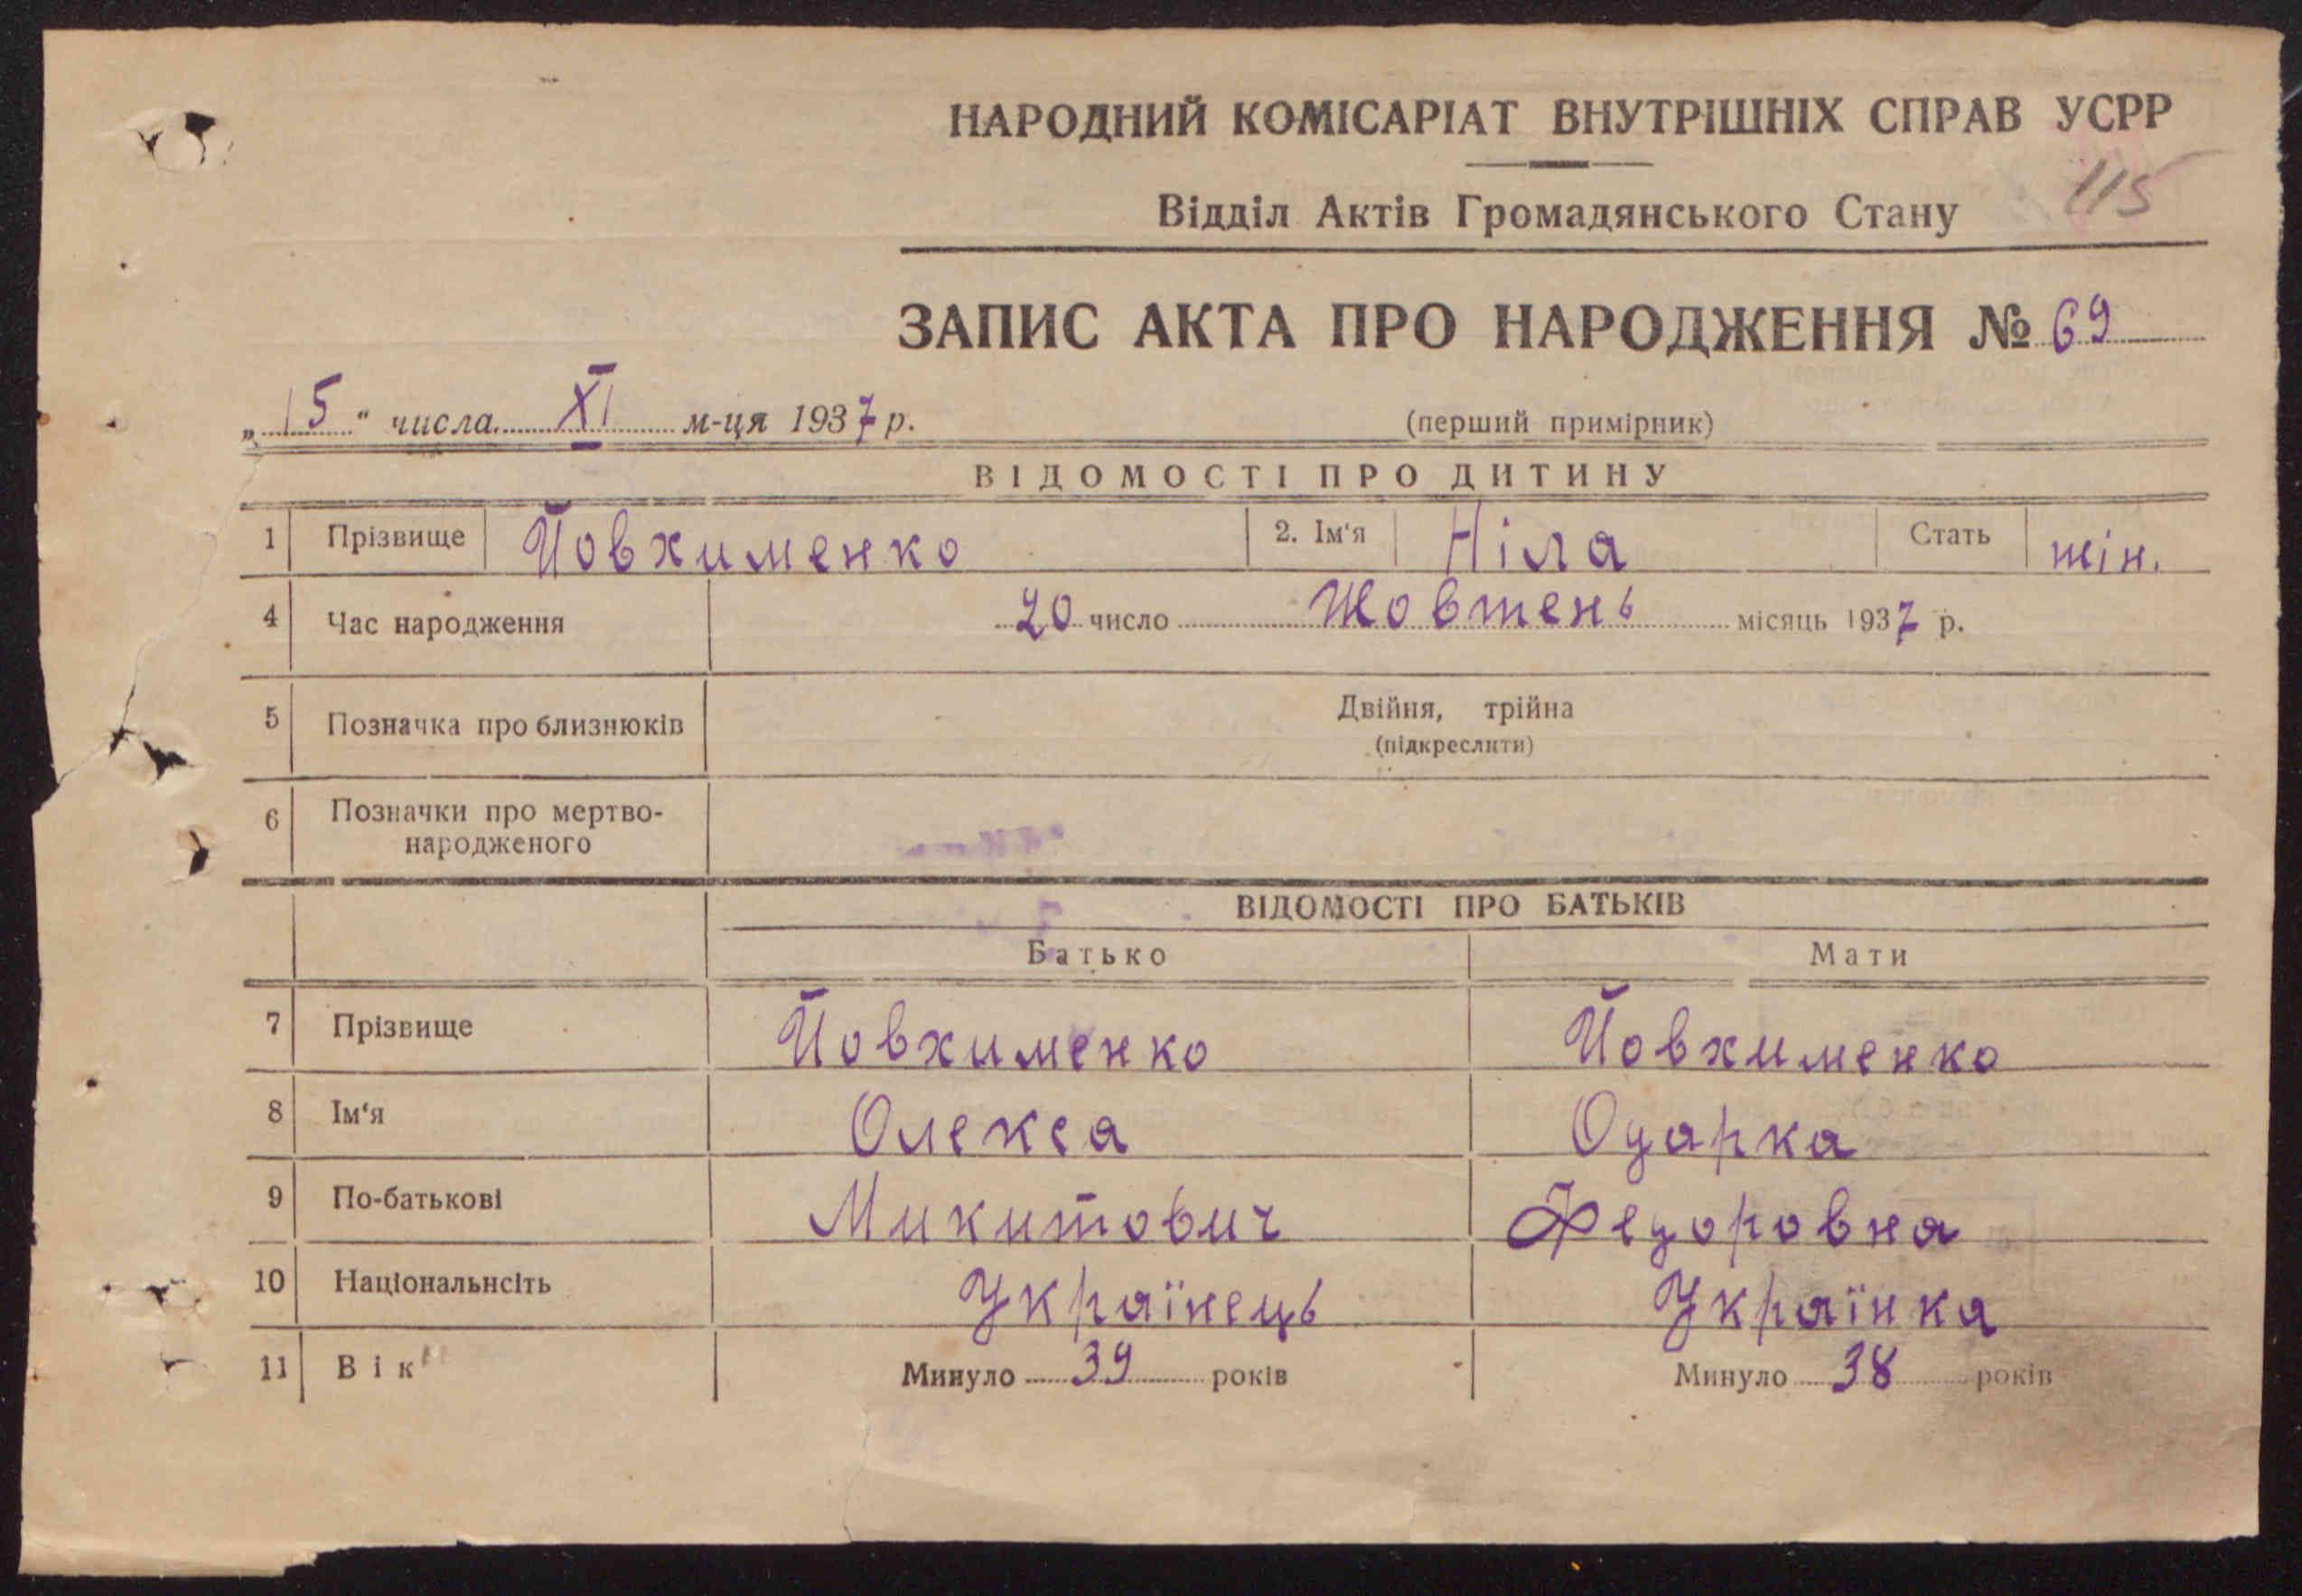 НАРОДНИЙ КОМІСАРІАТ ВНУТРІШНІХ СПРАВ УСРР
115
Відділ Актів Громадянського Стану
ЗАПИС АКТА ПРО НАРОДЖЕННЯ № 69
„15“ числа XI м-ця 1937 р.
(перший примірник)
ВІДОМОСТІ ПРО ДИТИНУ
1 Прізвище Йовхименко 2. Ім'я Ніла Стать жін.
4 Час народження 20 число Жовтень місяць 1937 р.
5 Позначка про близнюків Двійня, трійна
(підкреслити)
6 Позначки про мертво-
народженого
ВІДОМОСТІ ПРО БАТЬКІВ
Батько Мати
7 Прізвище Йовхименко Йовхименко
8 Ім'я Олекса Одарка
9 По-батькові Микитович Федоровна
10 Національнсіть Українець Українка
11 Вік Минуло 39 років Минуло 38 років